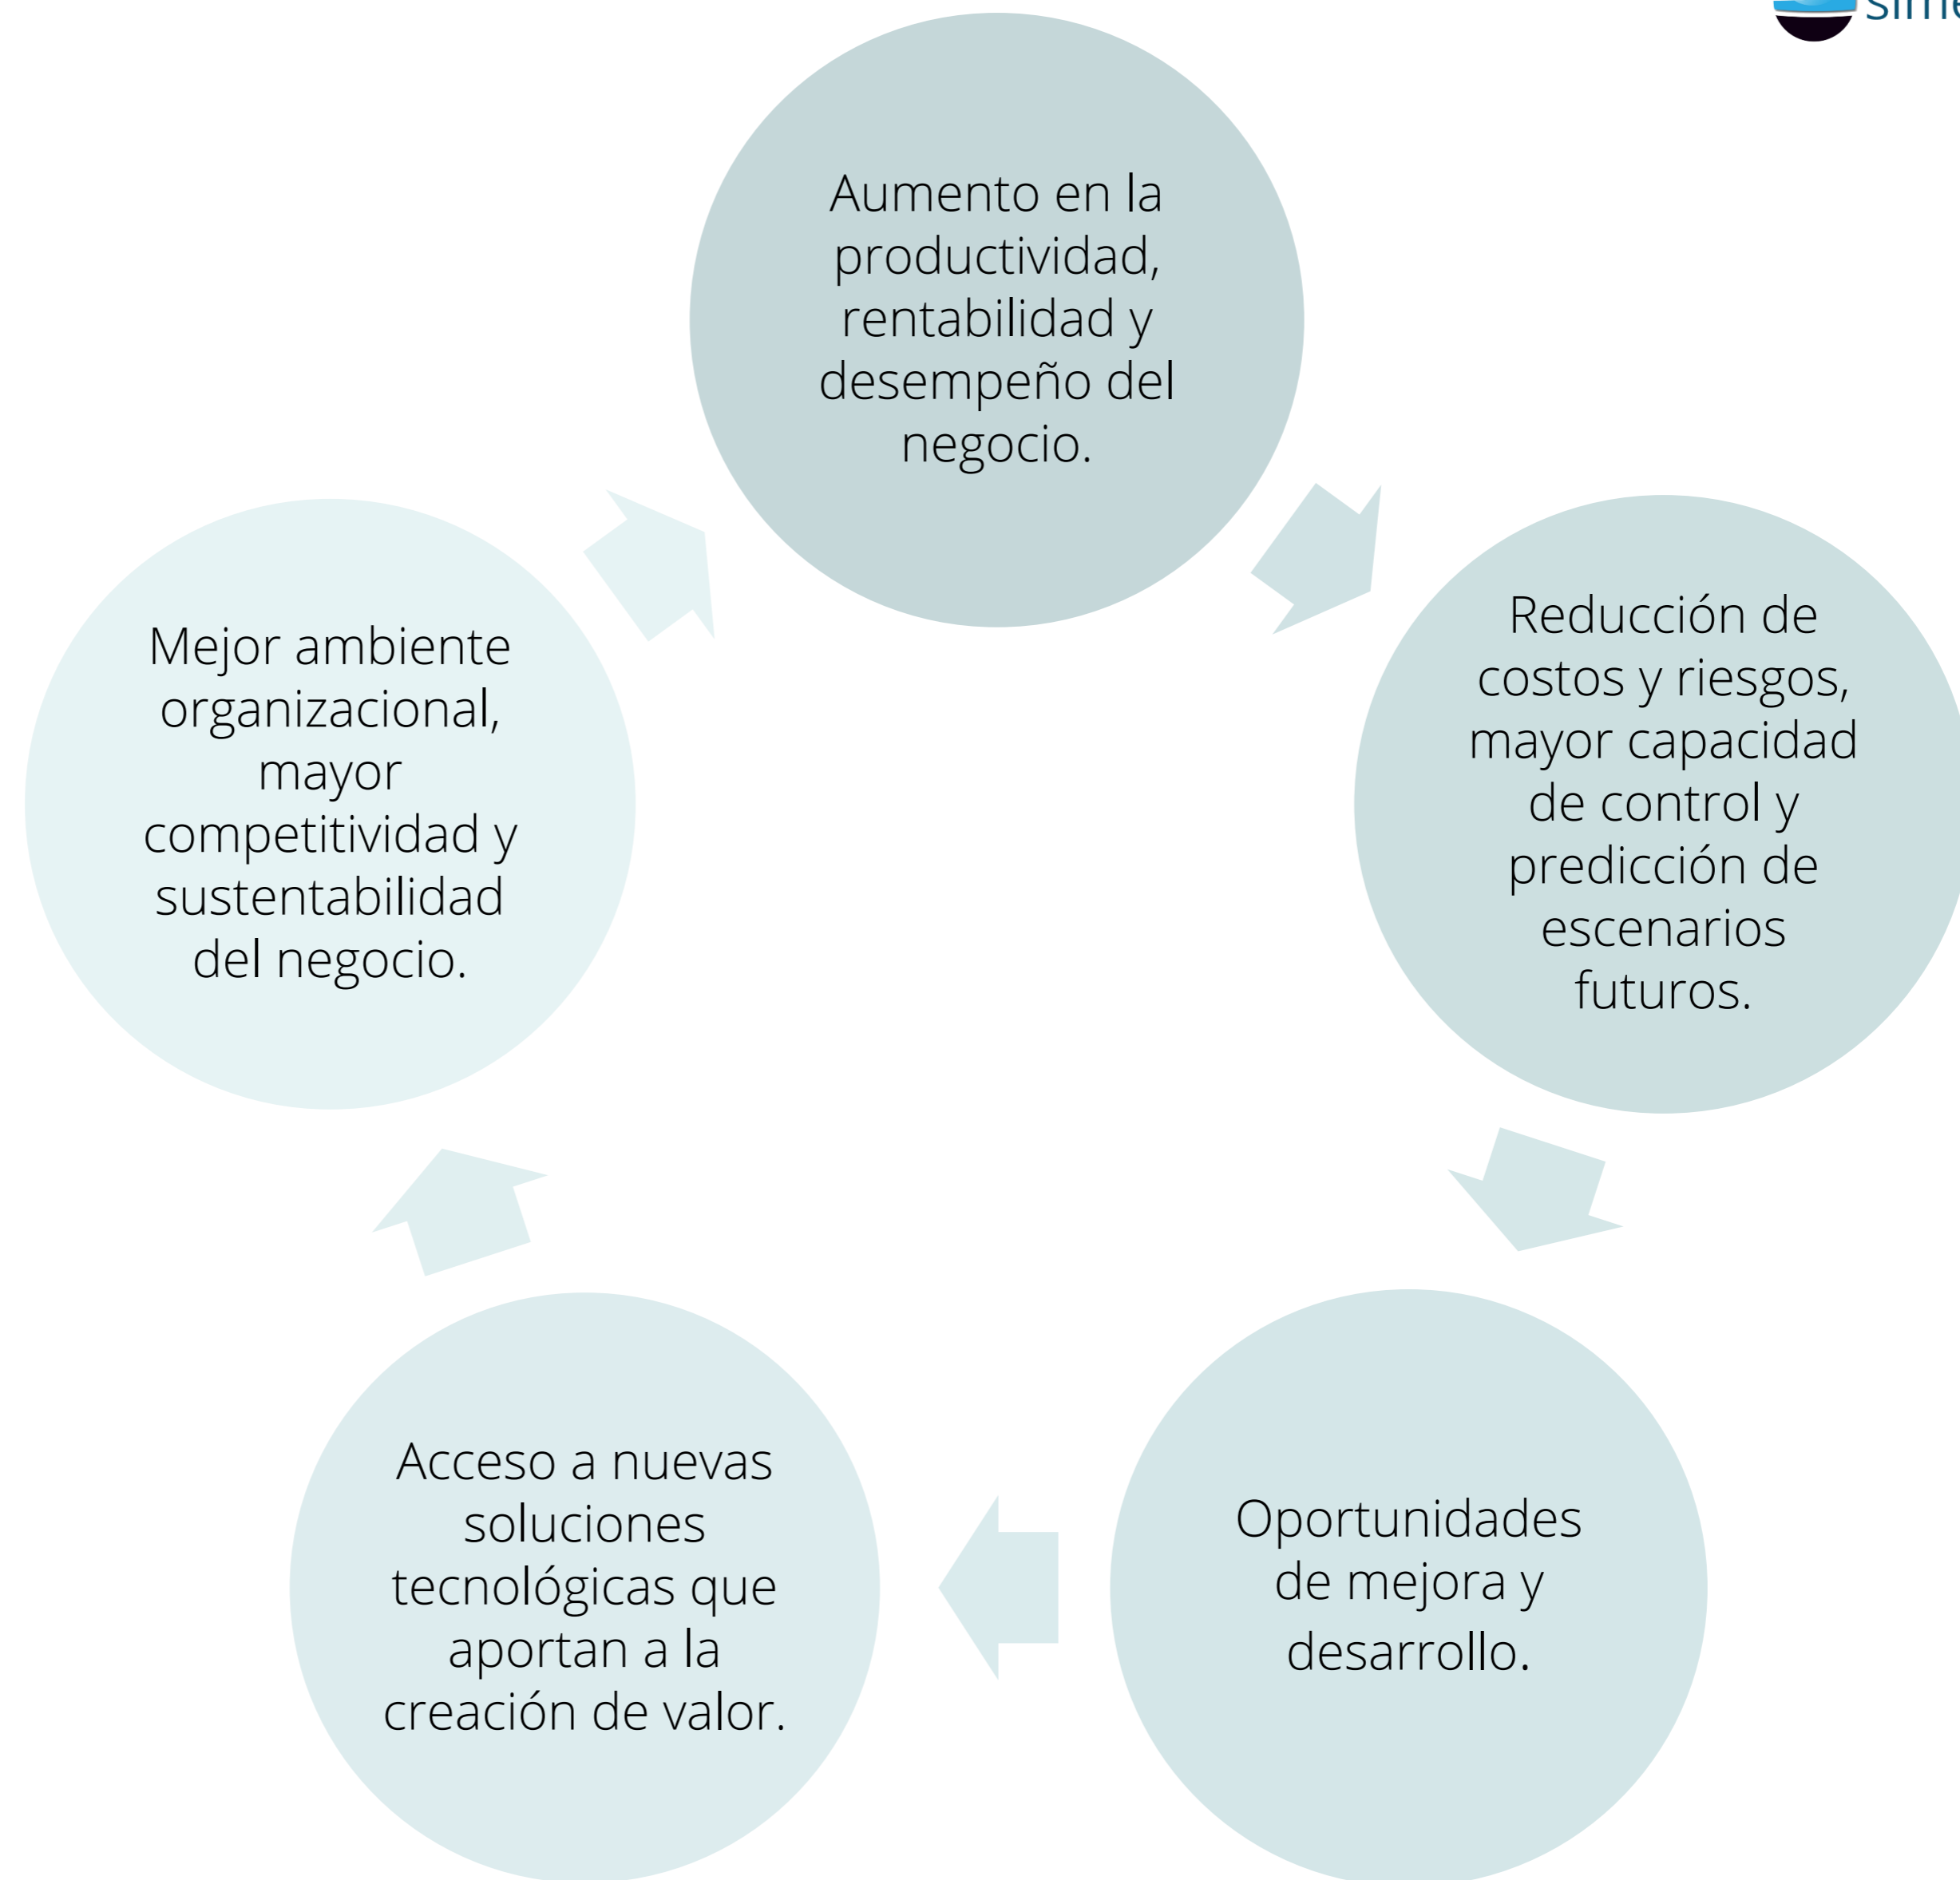 Aumento en la
productividad,
rentabilidad y
desempeño del
negocio.
Reducción de
costos y riesgos,
mayor capacidad
de control y
predicción de
escenarios
futuros.
Oportunidades
de mejora y
desarrollo.
Acceso a nuevas
soluciones
tecnológicas que
aportan a la
creación de valor.
Mejor ambiente
organizacional,
mayor
competitividad y
sustentabilidad
del negocio.